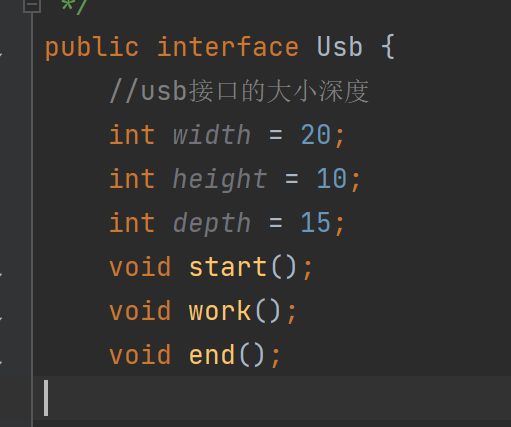 */
public interface Usb {
//usb接口的大小深度
int width = 20;
int height = 10;
int depth = 15;
void start();
void work();
void end();